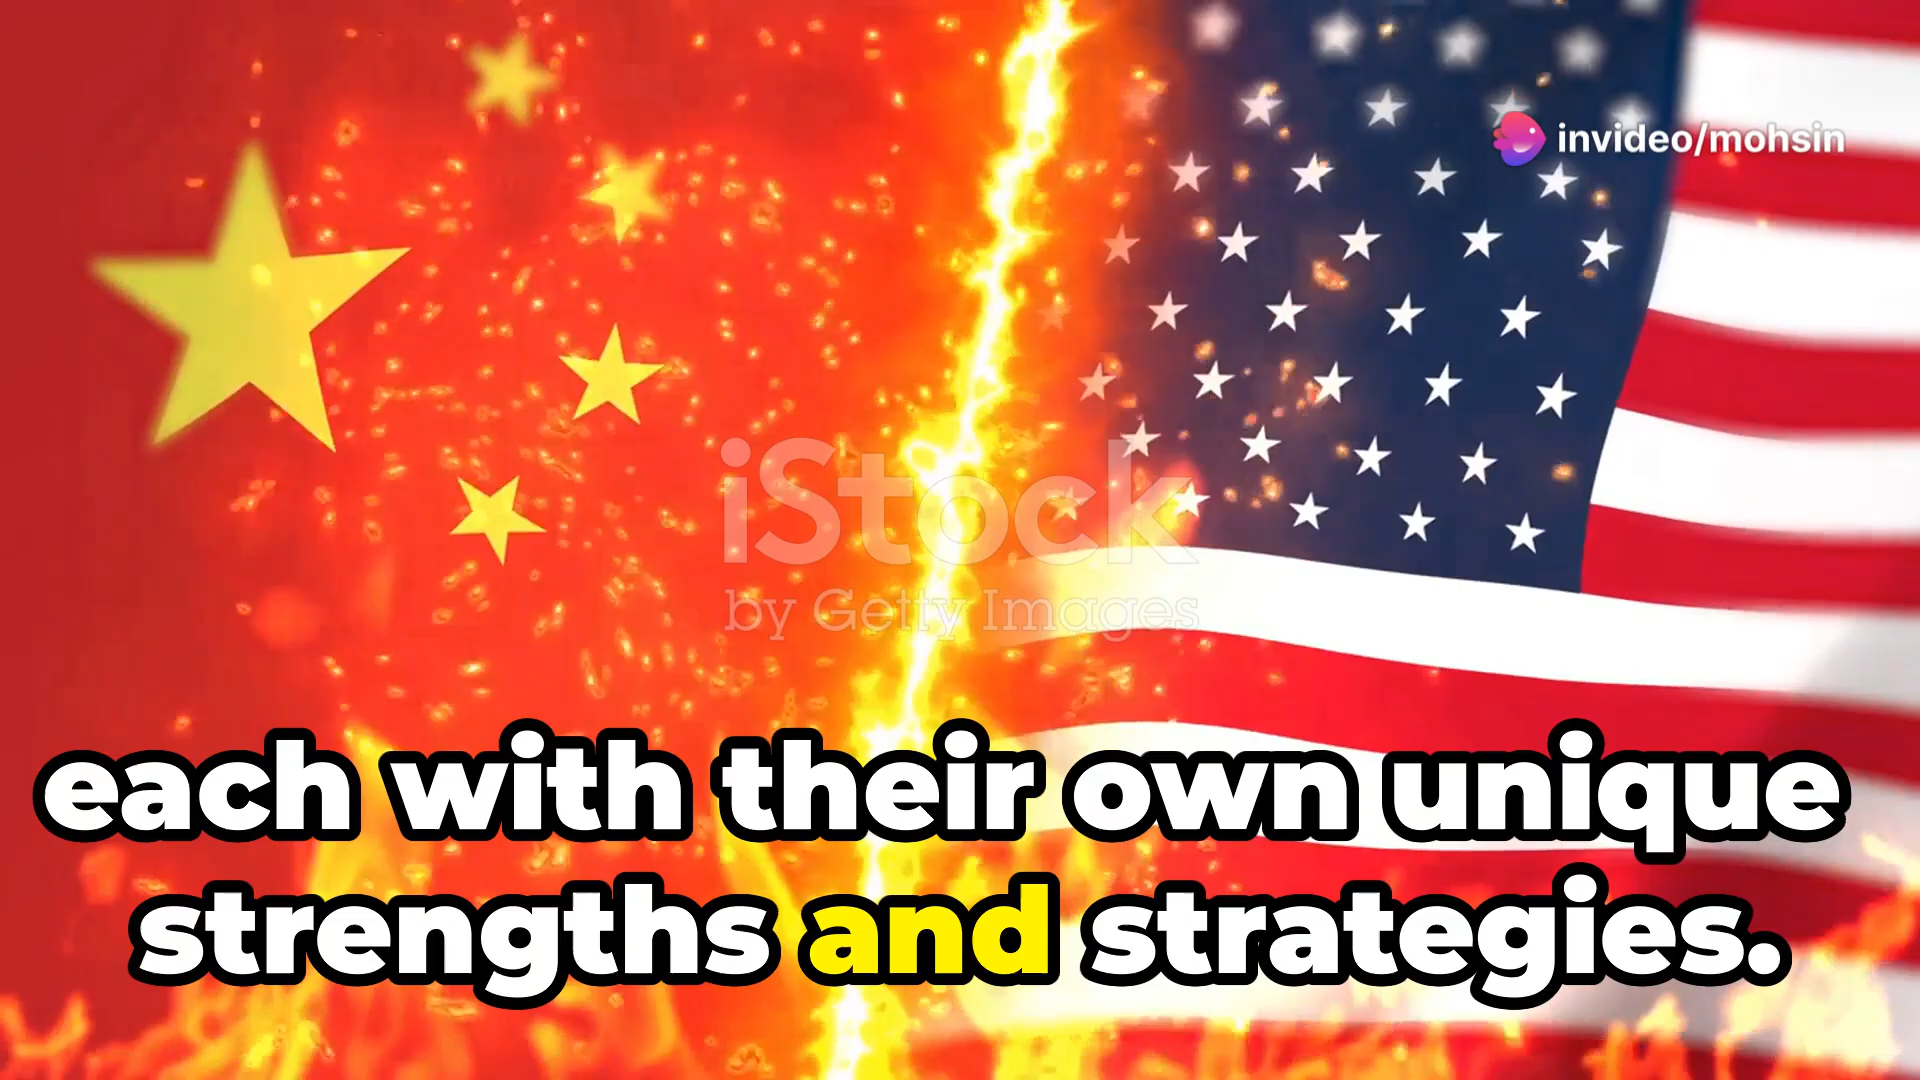 invideo/mohsin
iStock
by Getty Images
each with their own unique
strengths and strategies.